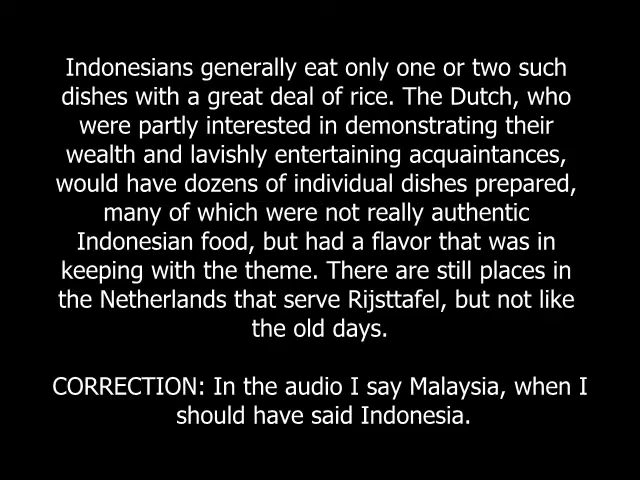 Indonesians generally eat only one or two such
dishes with a great deal of rice. The Dutch, who
were partly interested in demonstrating their
wealth and lavishly entertaining acquaintances,
would have dozens of individual dishes prepared,
many of which were not really authentic
Indonesian food, but had a flavor that was in
keeping with the theme. There are still places in
the Netherlands that serve Rijsttafel, but not like
the old days.
CORRECTION: In the audio I say Malaysia, when I
should have said Indonesia.